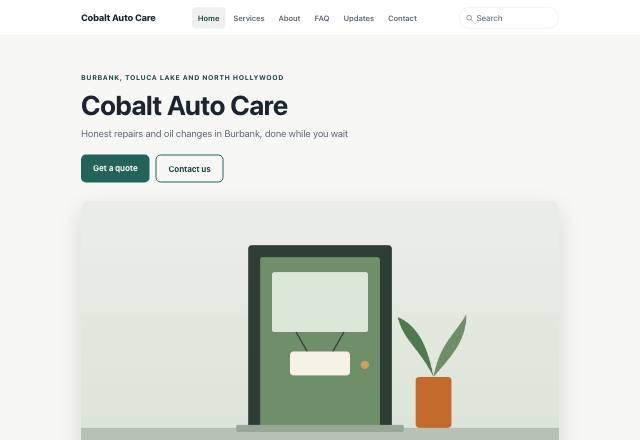 Cobalt Auto Care
Home
Services
About
FAQ
Updates
Contact
Search
BURBANK, TOLUCA LAKE AND NORTH HOLLYWOOD
Cobalt Auto Care
Honest repairs and oil changes in Burbank, done while you wait
Get a quote
Contact us